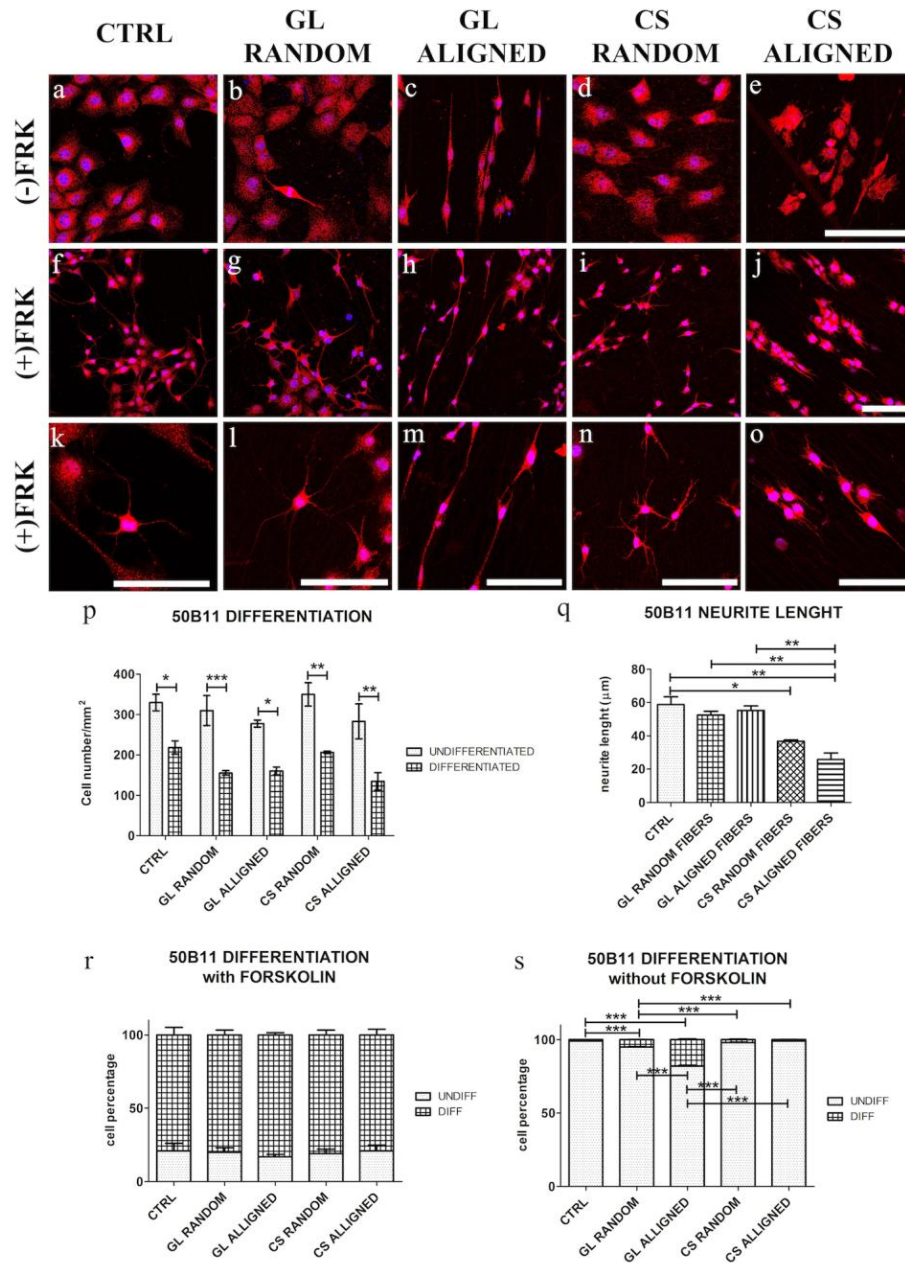 CTRL
GL RANDOM
GL ALIGNED
CS RANDOM
CS ALIGNED
(-)FRK
a
b
c
d
e
(+)FRK
f
g
h
i
j
(+)FRK
k
l
m
n
o
p
50B11 DIFFERENTIATION
Cell number/mm²
400
300
200
100
0
*
***
*
**
**
CTRL
GL RANDOM
GL ALLIGNED
CS RANDOM
CS ALLIGNED
UNDIFFERENTIATED
DIFFERENTIATED
q
50B11 NEURITE LENGHT
neurite lenght (µm)
80
60
40
20
0
**
**
**
*
CTRL
GL RANDOM FIBERS
GL ALIGNED FIBERS
CS RANDOM FIBERS
CS ALIGNED FIBERS
r
50B11 DIFFERENTIATION
with FORSKOLIN
cell percentage
100
50
0
CTRL
GL RANDOM
GL ALLIGNED
CS RANDOM
CS ALLIGNED
UNDIFF
DIFF
s
50B11 DIFFERENTIATION
without FORSKOLIN
cell percentage
100
50
0
***
***
***
***
***
***
***
CTRL
GL RANDOM
GL ALLIGNED
CS RANDOM
CS ALLIGNED
UNDIFF
DIFF